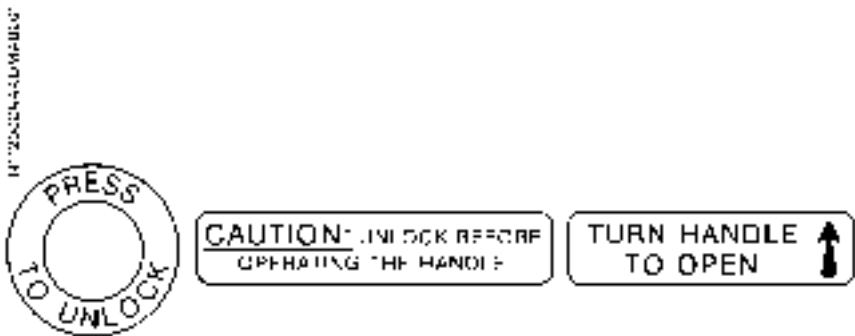 PRESS
TO UNLOCK
CAUTION: UNLOCK BEFORE
OPERATING THE HANDLE
TURN HANDLE
TO OPEN